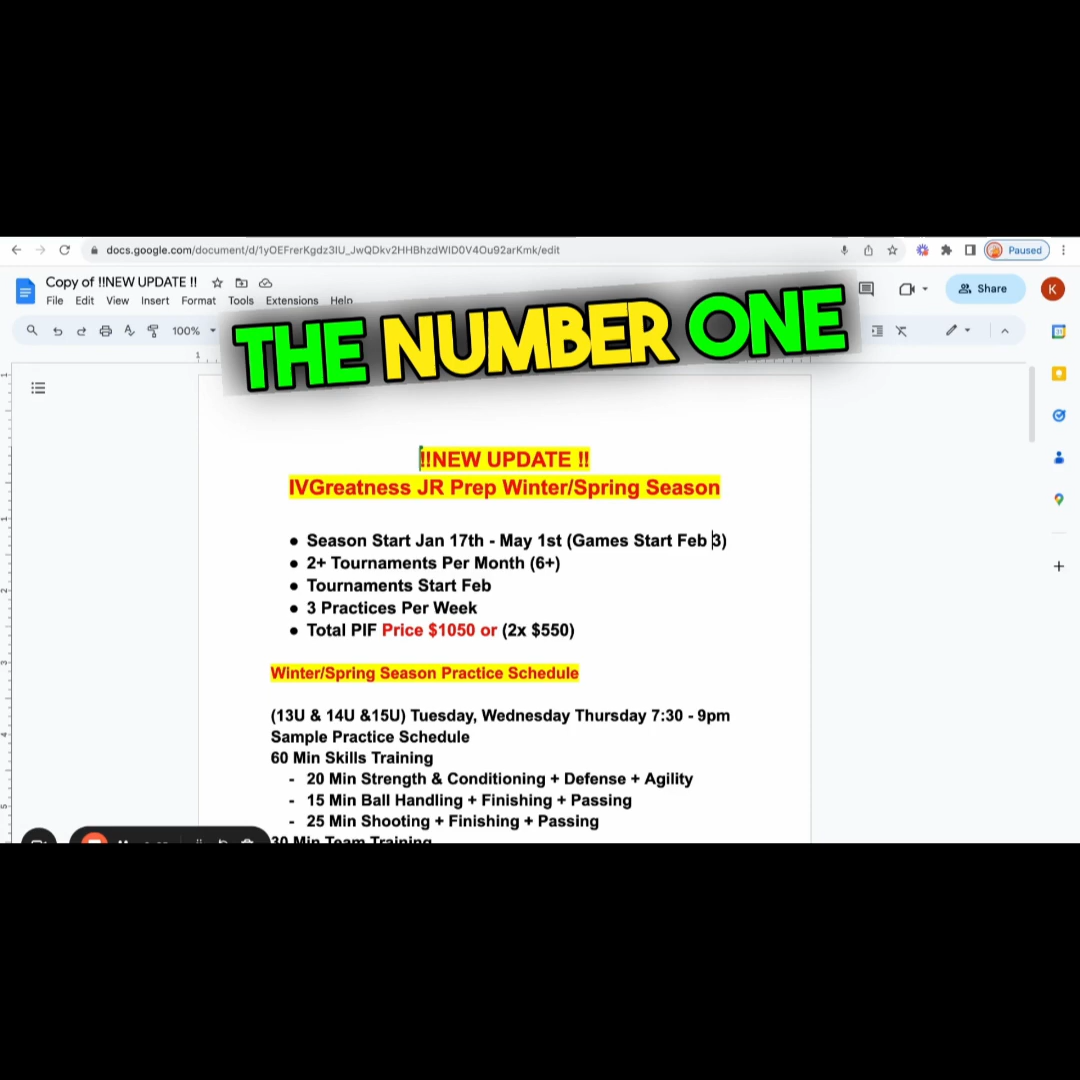 docs.google.com/document/d/1yOEFrerKgdz3IU_JwQDkv2HHBhzdWID0V4Ou92arKmk/edit
Paused
Copy of !!NEW UPDATE !!
File Edit View Insert Format Tools Extensions Help
Share
K
100%
THE NUMBER ONE
!!NEW UPDATE !!
IVGreatness JR Prep Winter/Spring Season
● Season Start Jan 17th - May 1st (Games Start Feb 3)
● 2+ Tournaments Per Month (6+)
● Tournaments Start Feb
● 3 Practices Per Week
● Total PIF Price $1050 or (2x $550)
Winter/Spring Season Practice Schedule
(13U & 14U &15U) Tuesday, Wednesday Thursday 7:30 - 9pm
Sample Practice Schedule
60 Min Skills Training
- 20 Min Strength & Conditioning + Defense + Agility
- 15 Min Ball Handling + Finishing + Passing
- 25 Min Shooting + Finishing + Passing
30 Min Team Training